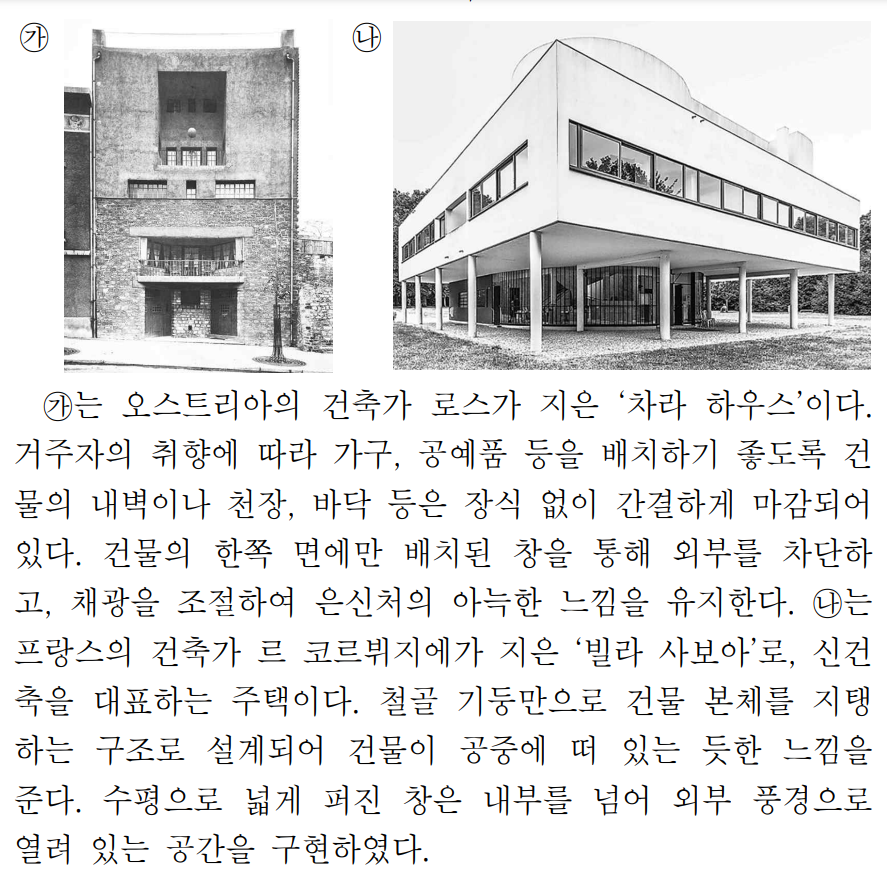 ㉮
㉯
㉮는 오스트리아의 건축가 로스가 지은 ‘차라 하우스’이다.
거주자의 취향에 따라 가구, 공예품 등을 배치하기 좋도록 건
물의 내벽이나 천장, 바닥 등은 장식 없이 간결하게 마감되어
있다. 건물의 한쪽 면에만 배치된 창을 통해 외부를 차단하
고, 채광을 조절하여 은신처의 아늑한 느낌을 유지한다. ㉯는
프랑스의 건축가 르 코르뷔지에가 지은 ‘빌라 사보아’로, 신건
축을 대표하는 주택이다. 철골 기둥만으로 건물 본체를 지탱
하는 구조로 설계되어 건물이 공중에 떠 있는 듯한 느낌을
준다. 수평으로 넓게 퍼진 창은 내부를 넘어 외부 풍경으로
열려 있는 공간을 구현하였다.